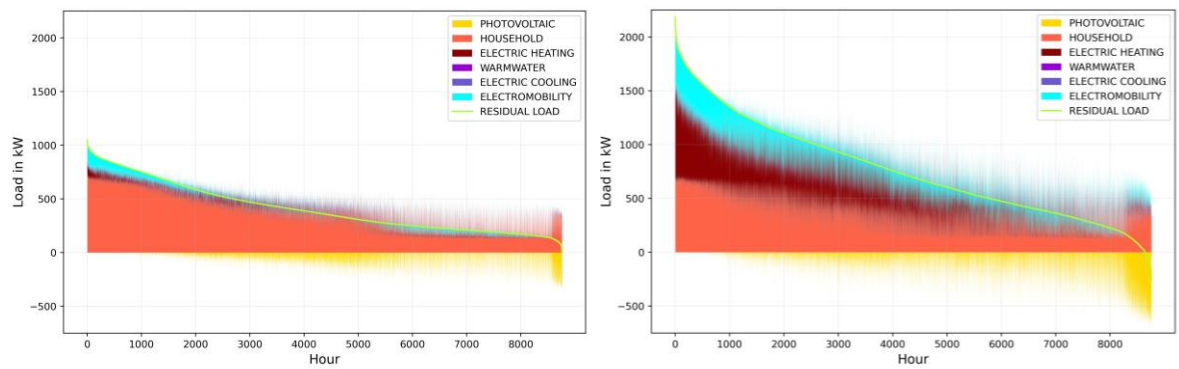 2000
1500
1000
500
0
−500
Load in kW
0 1000 2000 3000 4000 5000 6000 7000 8000
Hour
PHOTOVOLTAIC
HOUSEHOLD
ELECTRIC HEATING
WARMWATER
ELECTRIC COOLING
ELECTROMOBILITY
RESIDUAL LOAD
2000
1500
1000
500
0
−500
Load in kW
0 1000 2000 3000 4000 5000 6000 7000 8000
Hour
PHOTOVOLTAIC
HOUSEHOLD
ELECTRIC HEATING
WARMWATER
ELECTRIC COOLING
ELECTROMOBILITY
RESIDUAL LOAD